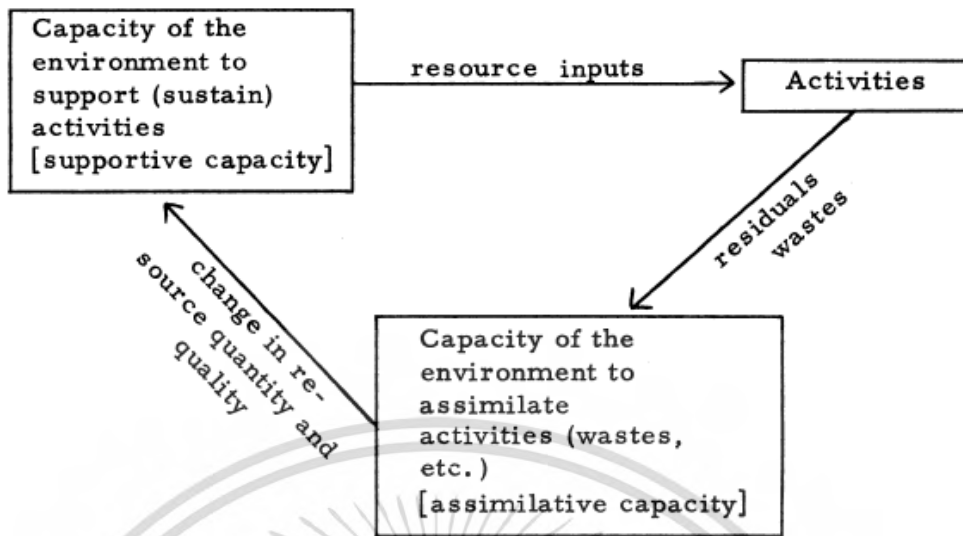 Capacity of the
environment to
support (sustain)
activities
[supportive capacity]
resource inputs
Activities
residuals
wastes
change in re-
source quantity and
quality
Capacity of the
environment to
assimilate
activities (wastes,
etc.)
[assimilative capacity]